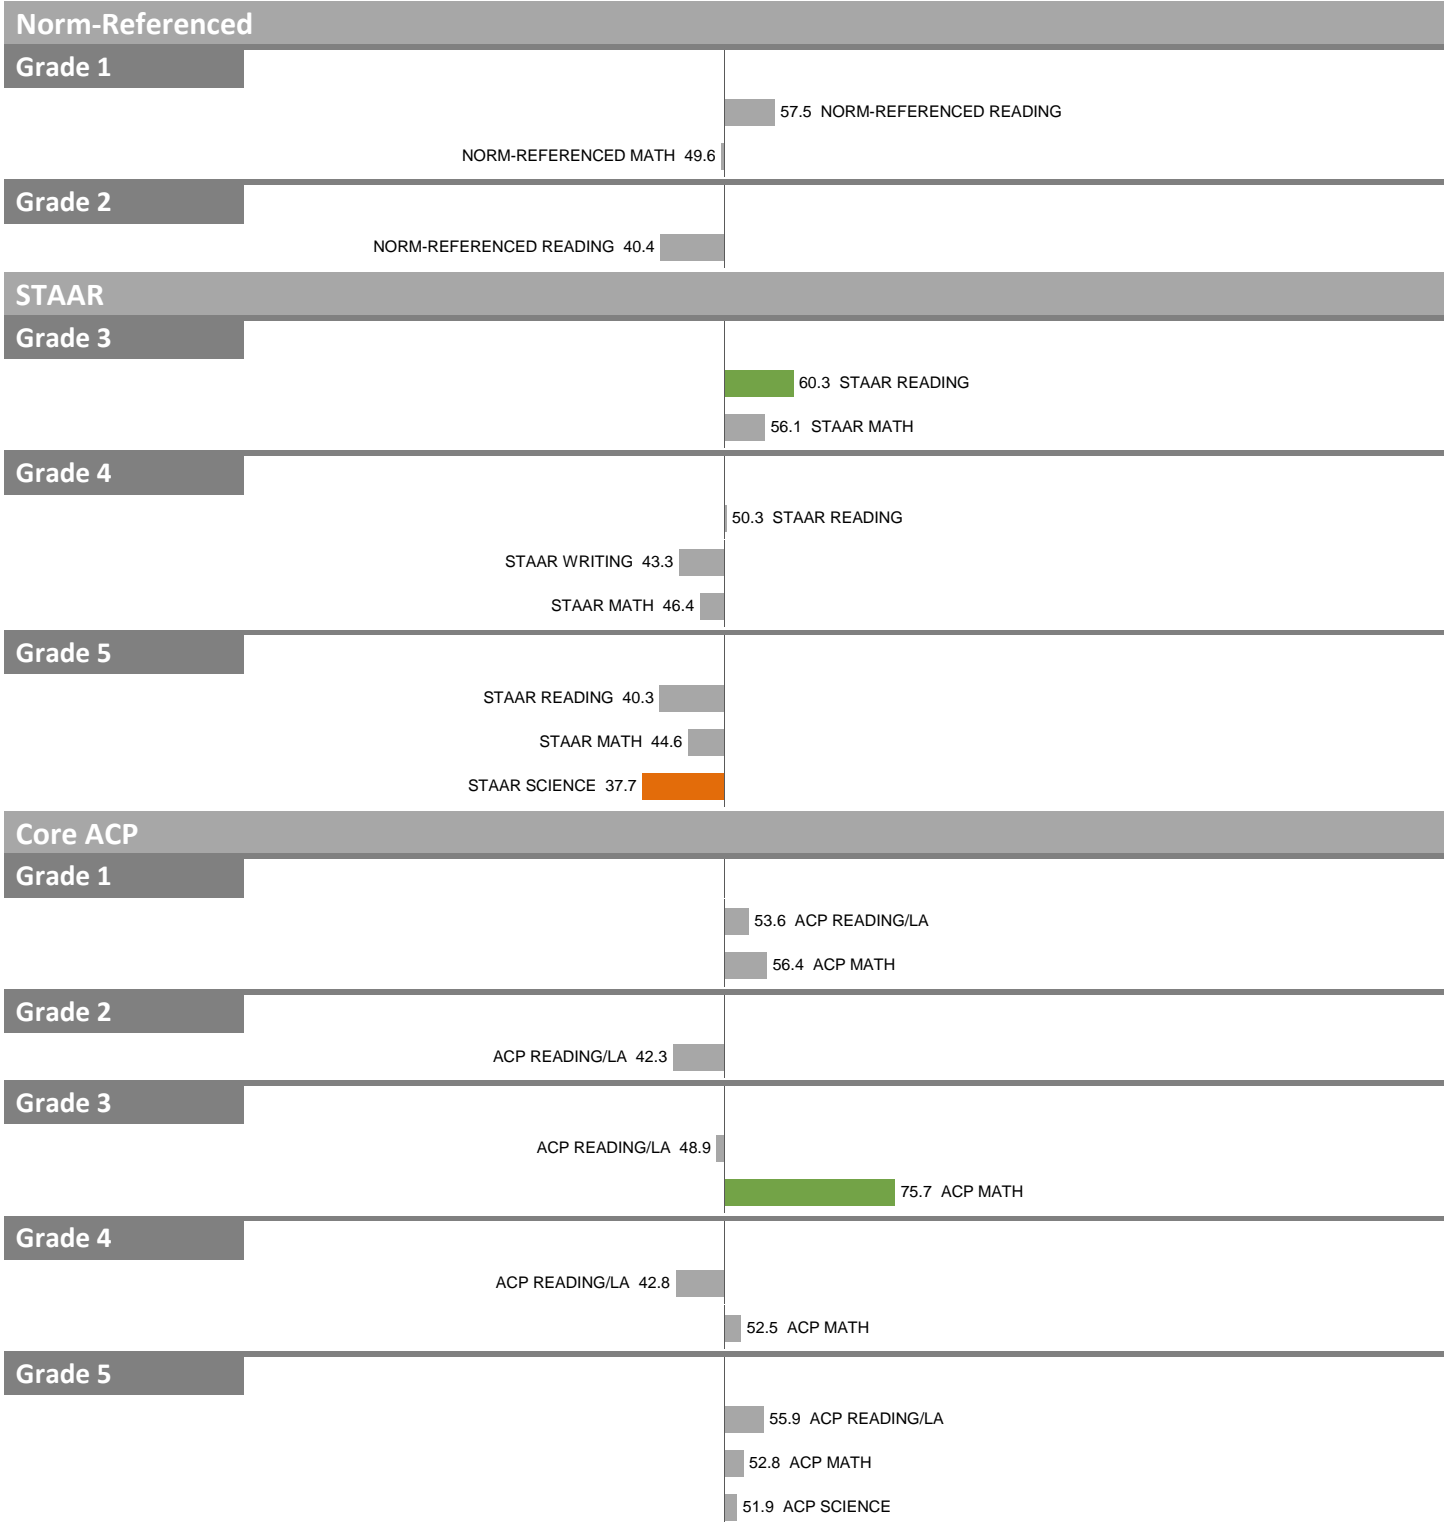 Norm-Referenced
Grade 1
57.5 NORM-REFERENCED READING
NORM-REFERENCED MATH 49.6
Grade 2
NORM-REFERENCED READING 40.4
STAAR
Grade 3
60.3 STAAR READING
56.1 STAAR MATH
Grade 4
50.3 STAAR READING
STAAR WRITING 43.3
STAAR MATH 46.4
Grade 5
STAAR READING 40.3
STAAR MATH 44.6
STAAR SCIENCE 37.7
Core ACP
Grade 1
53.6 ACP READING/LA
56.4 ACP MATH
Grade 2
ACP READING/LA 42.3
Grade 3
ACP READING/LA 48.9
75.7 ACP MATH
Grade 4
ACP READING/LA 42.8
52.5 ACP MATH
Grade 5
55.9 ACP READING/LA
52.8 ACP MATH
51.9 ACP SCIENCE